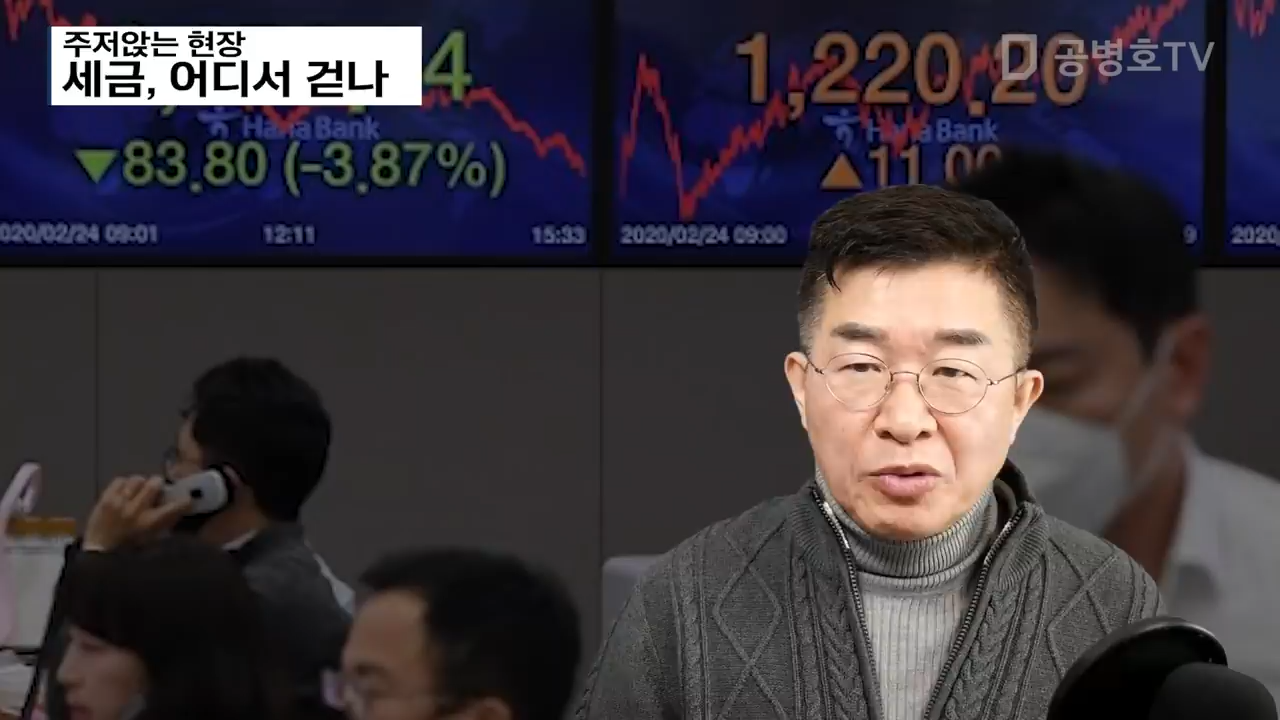 주저앉는 현장
세금, 어디서 걷나
4
1,220.20
공병호TV
Hana Bank
Hana Bank
▼83.80 (-3.87%)
▲11.00
2020/02/24 09:01
12:11
15:33
2020/02/24 09:00
9
2020